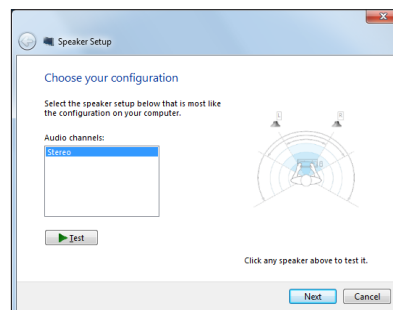 Speaker Setup
Choose your configuration
Select the speaker setup below that is most like
the configuration on your computer.
Audio channels:
Stereo
Test
L
R
Click any speaker above to test it.
Next
Cancel